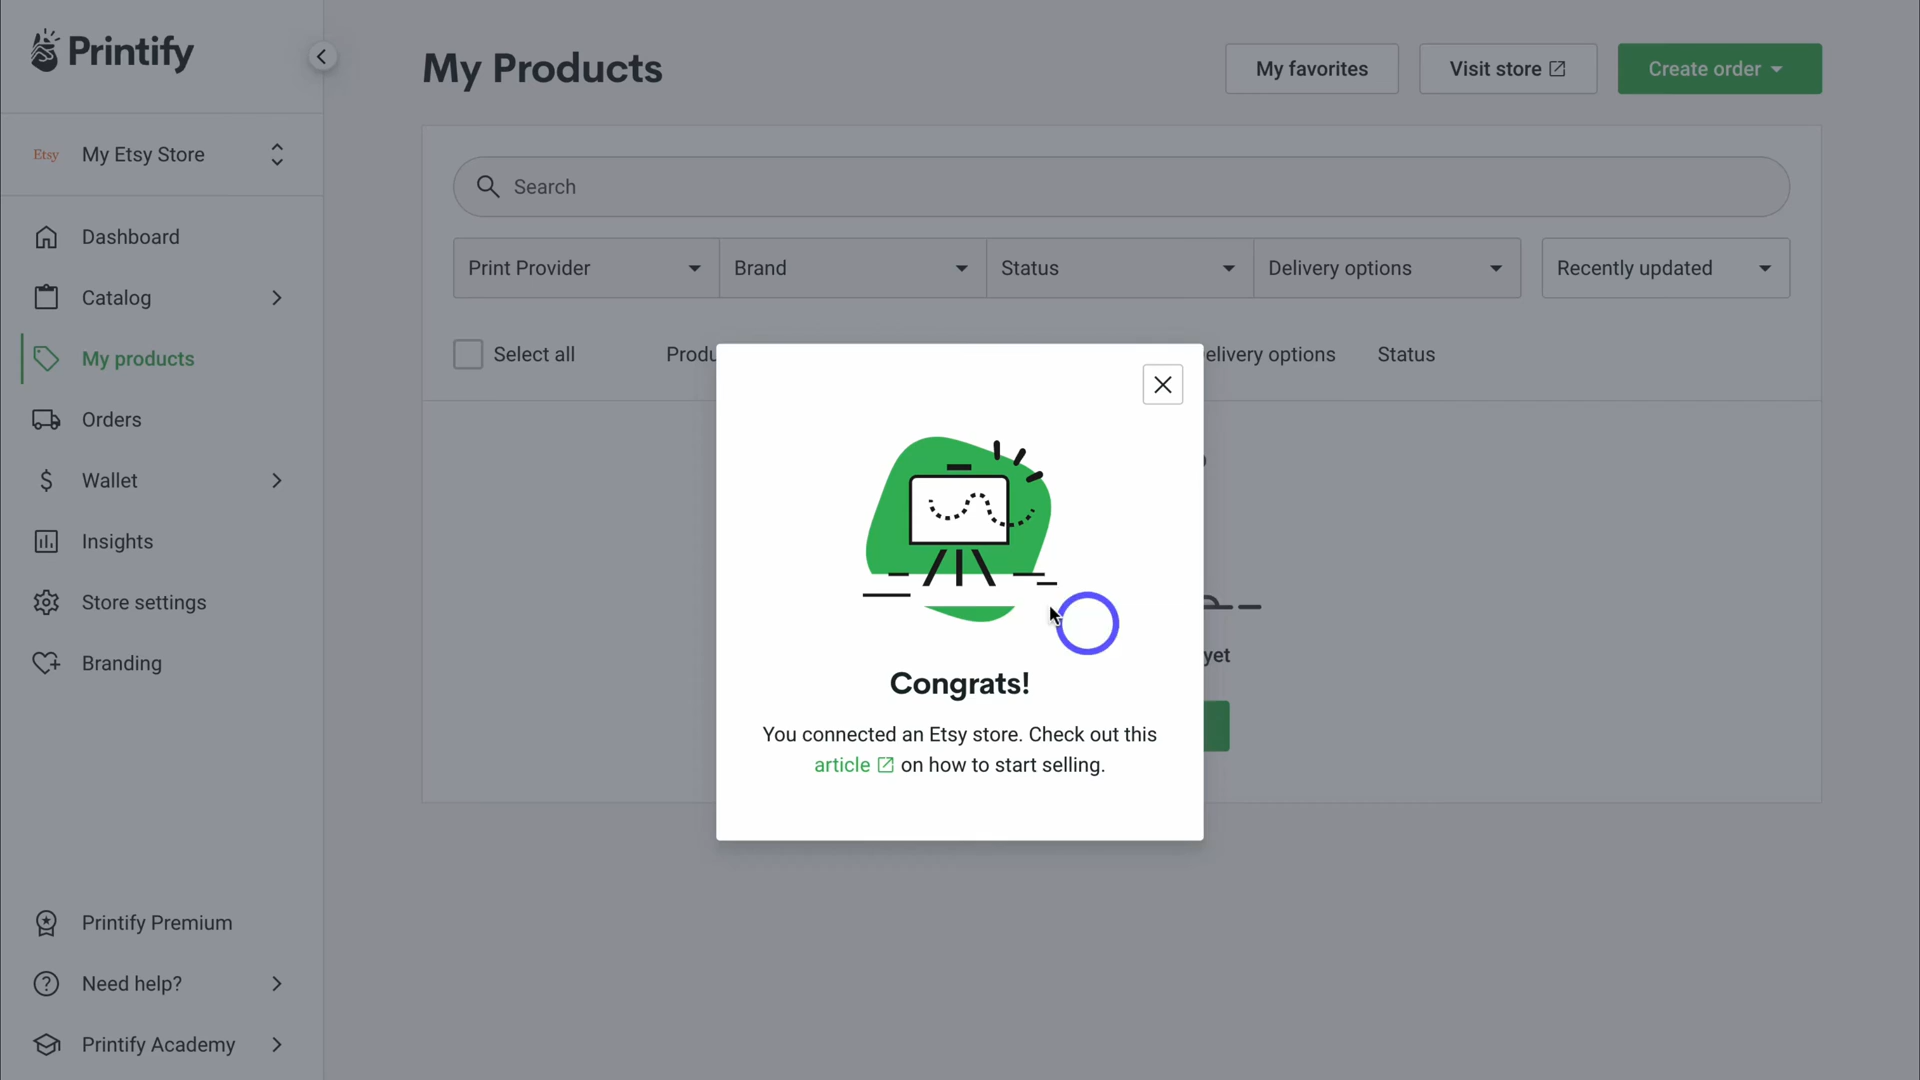 Printify
My Products
My favorites
Visit store
Create order
Etsy
My Etsy Store
Search
Dashboard
Print Provider
Brand
Status
Delivery options
Recently updated
Catalog
Select all
Produ
elivery options
Status
My products
Orders
Wallet
Insights
Store settings
Branding
yet
Congrats!
You connected an Etsy store. Check out this
article on how to start selling.
Printify Premium
Need help?
Printify Academy